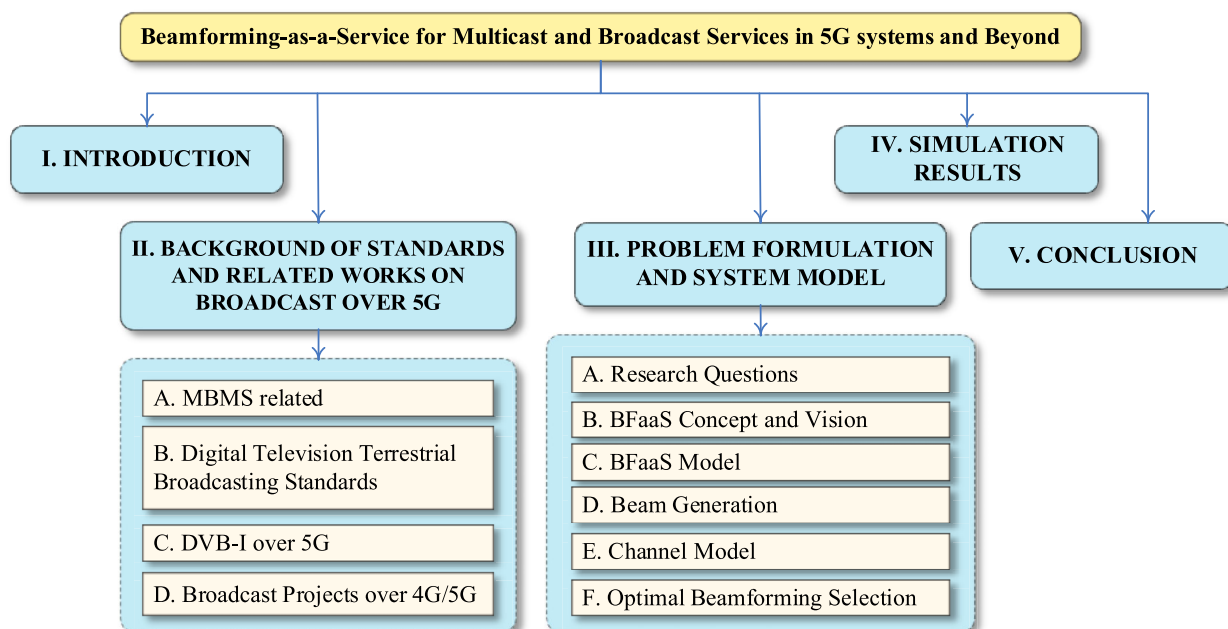 Beamforming-as-a-Service for Multicast and Broadcast Services in 5G systems and Beyond
I. INTRODUCTION
II. BACKGROUND OF STANDARDS
AND RELATED WORKS ON
BROADCAST OVER 5G
A. MBMS related
B. Digital Television Terrestrial
Broadcasting Standards
C. DVB-I over 5G
D. Broadcast Projects over 4G/5G
III. PROBLEM FORMULATION
AND SYSTEM MODEL
A. Research Questions
B. BFaaS Concept and Vision
C. BFaaS Model
D. Beam Generation
E. Channel Model
F. Optimal Beamforming Selection
IV. SIMULATION
RESULTS
V. CONCLUSION